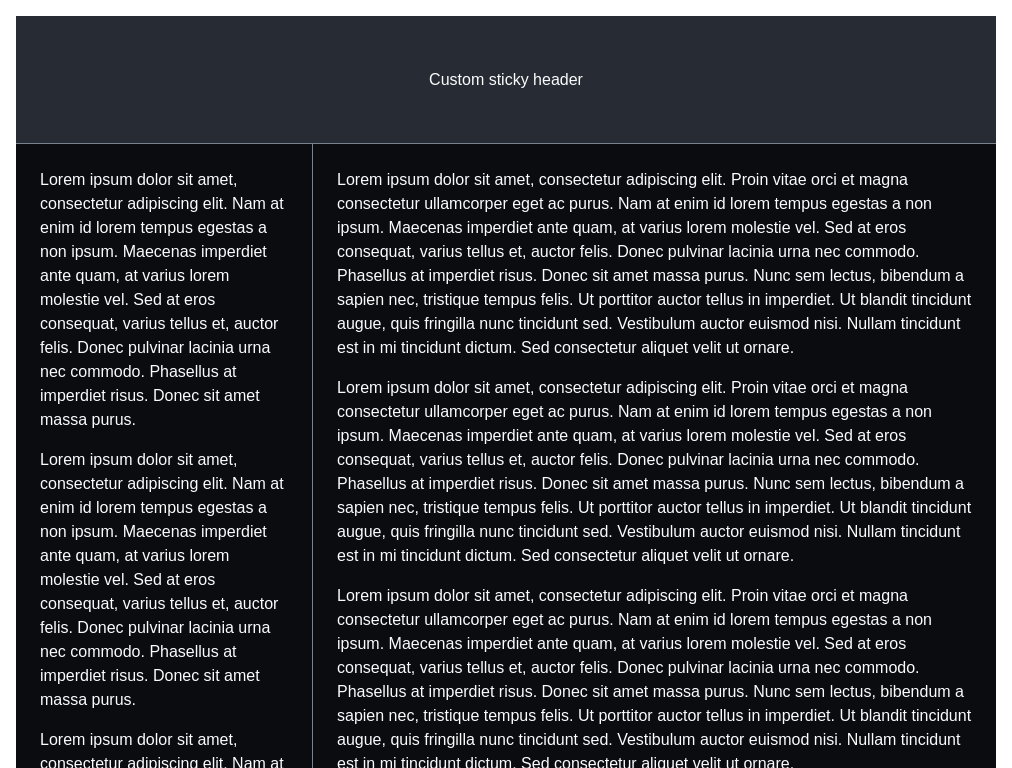 Custom sticky header
Lorem ipsum dolor sit amet,
consectetur adipiscing elit. Nam at
enim id lorem tempus egestas a
non ipsum. Maecenas imperdiet
ante quam, at varius lorem
molestie vel. Sed at eros
consequat, varius tellus et, auctor
felis. Donec pulvinar lacinia urna
nec commodo. Phasellus at
imperdiet risus. Donec sit amet
massa purus.
Lorem ipsum dolor sit amet,
consectetur adipiscing elit. Nam at
enim id lorem tempus egestas a
non ipsum. Maecenas imperdiet
ante quam, at varius lorem
molestie vel. Sed at eros
consequat, varius tellus et, auctor
felis. Donec pulvinar lacinia urna
nec commodo. Phasellus at
imperdiet risus. Donec sit amet
massa purus.
Lorem ipsum dolor sit amet,
consectetur adipiscing elit. Nam at
Lorem ipsum dolor sit amet, consectetur adipiscing elit. Proin vitae orci et magna
consectetur ullamcorper eget ac purus. Nam at enim id lorem tempus egestas a non
ipsum. Maecenas imperdiet ante quam, at varius lorem molestie vel. Sed at eros
consequat, varius tellus et, auctor felis. Donec pulvinar lacinia urna nec commodo.
Phasellus at imperdiet risus. Donec sit amet massa purus. Nunc sem lectus, bibendum a
sapien nec, tristique tempus felis. Ut porttitor auctor tellus in imperdiet. Ut blandit tincidunt
augue, quis fringilla nunc tincidunt sed. Vestibulum auctor euismod nisi. Nullam tincidunt
est in mi tincidunt dictum. Sed consectetur aliquet velit ut ornare.
Lorem ipsum dolor sit amet, consectetur adipiscing elit. Proin vitae orci et magna
consectetur ullamcorper eget ac purus. Nam at enim id lorem tempus egestas a non
ipsum. Maecenas imperdiet ante quam, at varius lorem molestie vel. Sed at eros
consequat, varius tellus et, auctor felis. Donec pulvinar lacinia urna nec commodo.
Phasellus at imperdiet risus. Donec sit amet massa purus. Nunc sem lectus, bibendum a
sapien nec, tristique tempus felis. Ut porttitor auctor tellus in imperdiet. Ut blandit tincidunt
augue, quis fringilla nunc tincidunt sed. Vestibulum auctor euismod nisi. Nullam tincidunt
est in mi tincidunt dictum. Sed consectetur aliquet velit ut ornare.
Lorem ipsum dolor sit amet, consectetur adipiscing elit. Proin vitae orci et magna
consectetur ullamcorper eget ac purus. Nam at enim id lorem tempus egestas a non
ipsum. Maecenas imperdiet ante quam, at varius lorem molestie vel. Sed at eros
consequat, varius tellus et, auctor felis. Donec pulvinar lacinia urna nec commodo.
Phasellus at imperdiet risus. Donec sit amet massa purus. Nunc sem lectus, bibendum a
sapien nec, tristique tempus felis. Ut porttitor auctor tellus in imperdiet. Ut blandit tincidunt
augue, quis fringilla nunc tincidunt sed. Vestibulum auctor euismod nisi. Nullam tincidunt
est in mi tincidunt dictum. Sed consectetur aliquet velit ut ornare.